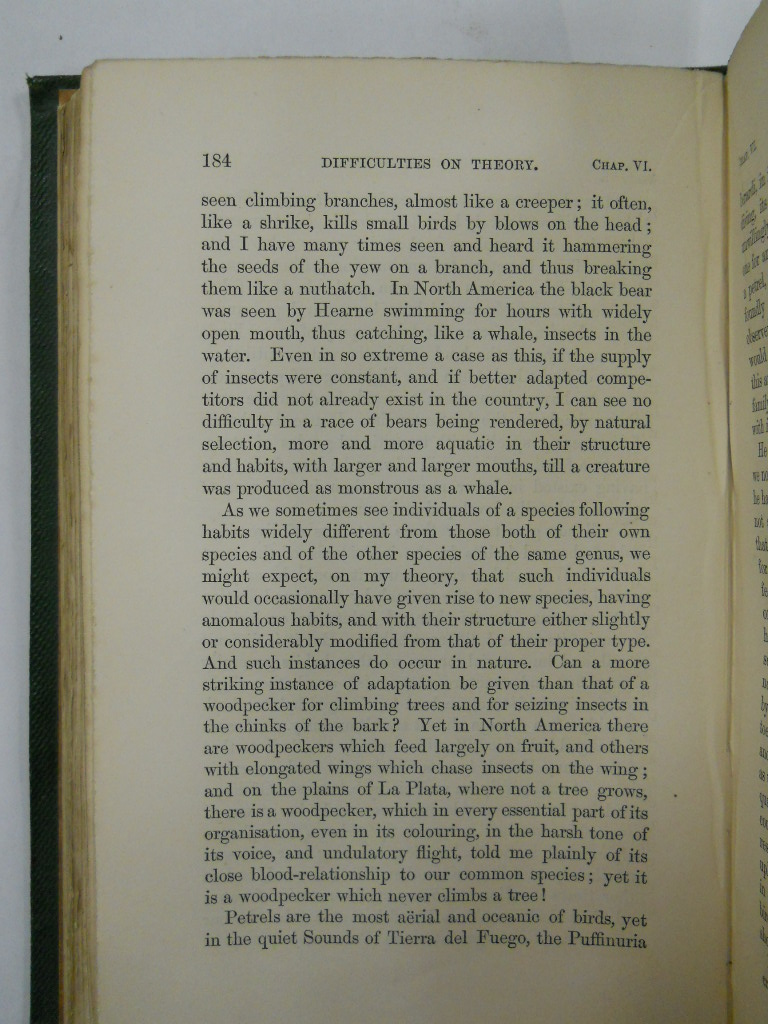 184 DIFFICULTIES ON THEORY. CHAP. VI.
seen climbing branches, almost like a creeper; it often,
like a shrike, kills small birds by blows on the head;
and I have many times seen and heard it hammering
the seeds of the yew on a branch, and thus breaking
them like a nuthatch. In North America the black bear
was seen by Hearne swimming for hours with widely
open mouth, thus catching, like a whale, insects in the
water. Even in so extreme a case as this, if the supply
of insects were constant, and if better adapted compe-
titors did not already exist in the country, I can see no
difficulty in a race of bears being rendered, by natural
selection, more and more aquatic in their structure
and habits, with larger and larger mouths, till a creature
was produced as monstrous as a whale.
As we sometimes see individuals of a species following
habits widely different from those both of their own
species and of the other species of the same genus, we
might expect, on my theory, that such individuals
would occasionally have given rise to new species, having
anomalous habits, and with their structure either slightly
or considerably modified from that of their proper type.
And such instances do occur in nature. Can a more
striking instance of adaptation be given than that of a
woodpecker for climbing trees and for seizing insects in
the chinks of the bark? Yet in North America there
are woodpeckers which feed largely on fruit, and others
with elongated wings which chase insects on the wing;
and on the plains of La Plata, where not a tree grows,
there is a woodpecker, which in every essential part of its
organisation, even in its colouring, in the harsh tone of
its voice, and undulatory flight, told me plainly of its
close blood-relationship to our common species; yet it
is a woodpecker which never climbs a tree!
Petrels are the most aërial and oceanic of birds, yet
in the quiet Sounds of Tierra del Fuego, the Puffinuria